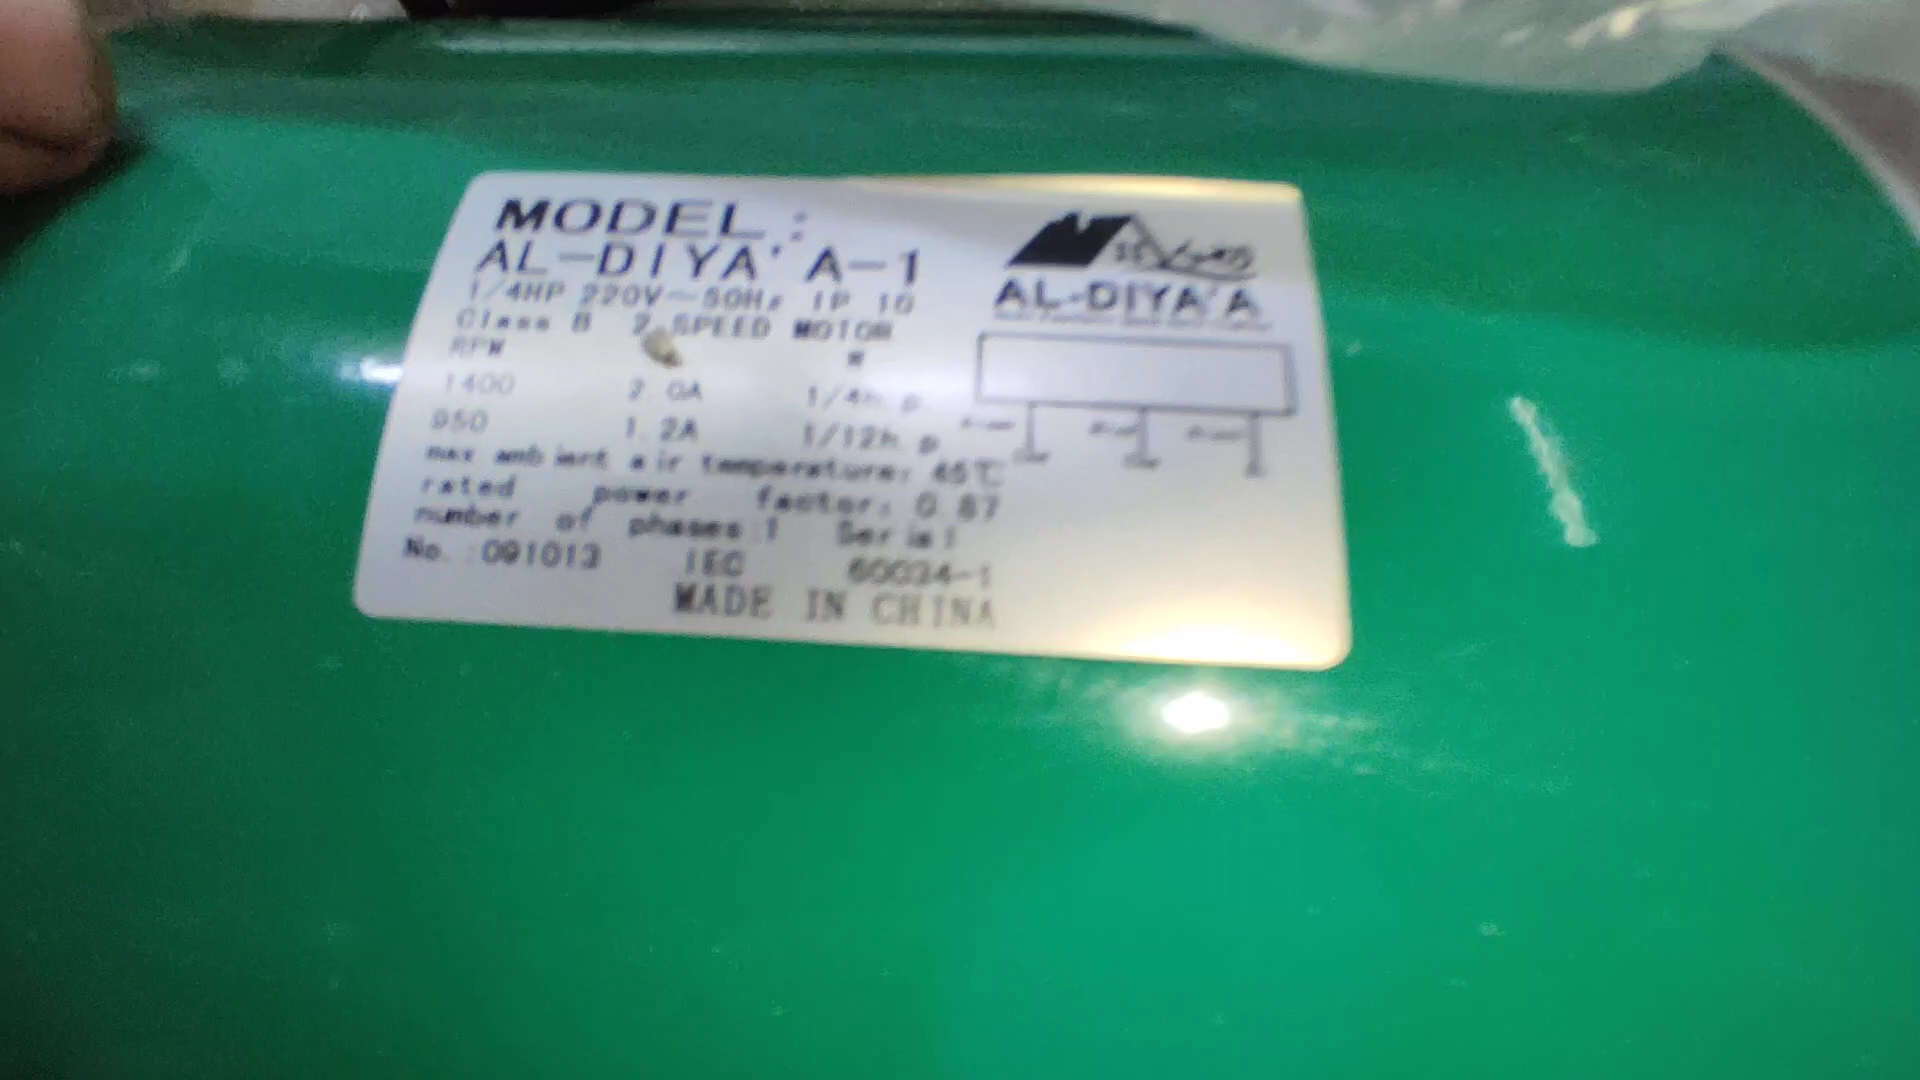 MODEL:
AL-DIYA'A-1
1/4HP 220V~50Hz IP 10
Class B 2 SPEED MOTOR
RPM W
1400 2.0A 1/4h.p
950 1.2A 1/12h.p
max ambient air temperature: 45℃
rated power factor: 0.87
number of phases:1 Serial
No.:091013 IEC 60034-1
MADE IN CHINA
AL-DIYA'A